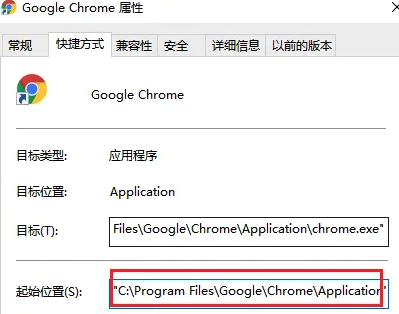 Google Chrome 属性
常规 快捷方式 兼容性 安全 详细信息 以前的版本
Google Chrome
目标类型: 应用程序
目标位置: Application
目标(T): Files\Google\Chrome\Application\chrome.exe"
起始位置(S): "C:\Program Files\Google\Chrome\Application"